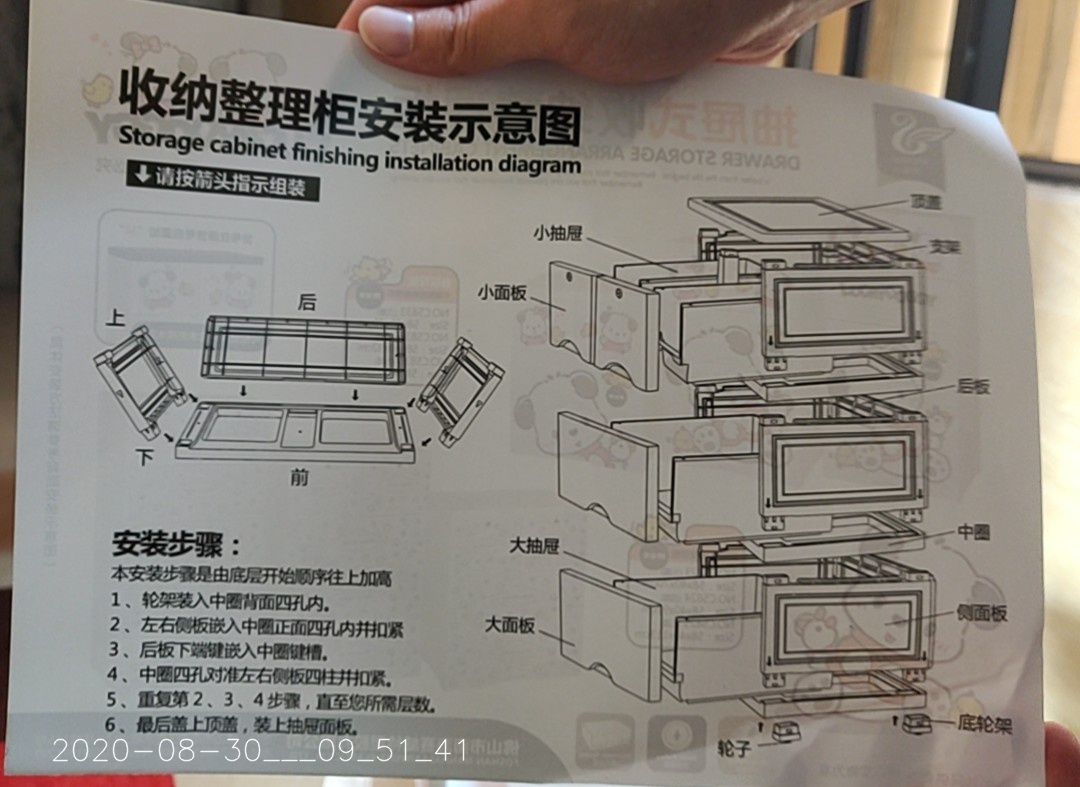 收纳整理柜安装示意图
Storage cabinet finishing installation diagram
请按箭头指示组装
顶盖
小抽屉
支架
小面板
后
上
后板
下
前
中圈
大抽屉
侧面板
大面板
底轮架
轮子
安装步骤：
本安装步骤是由底层开始顺序往上加高
1、轮架装入中圈背面四孔内。
2、左右侧板嵌入中圈正面四孔内并扣紧
3、后板下端键嵌入中圈键槽。
4、中圈四孔对准左右侧板四柱并扣紧。
5、重复第2、3、4步骤，直至您所需层数。
6、最后盖上顶盖，装上抽屉面板。
2020-08-30___09_51_41
抽屉式收
DRAWER STORAGE ARRAN